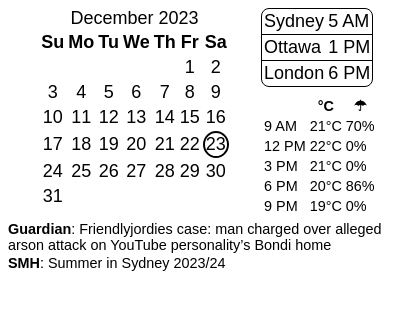 December 2023
Su Mo Tu We Th Fr Sa
1 2
3 4 5 6 7 8 9
10 11 12 13 14 15 16
17 18 19 20 21 22 23
24 25 26 27 28 29 30
31
Sydney 5 AM
Ottawa 1 PM
London 6 PM
°C ☂
9 AM 21°C 70%
12 PM 22°C 0%
3 PM 21°C 0%
6 PM 20°C 86%
9 PM 19°C 0%
Guardian: Friendlyjordies case: man charged over alleged
arson attack on YouTube personality’s Bondi home
SMH: Summer in Sydney 2023/24